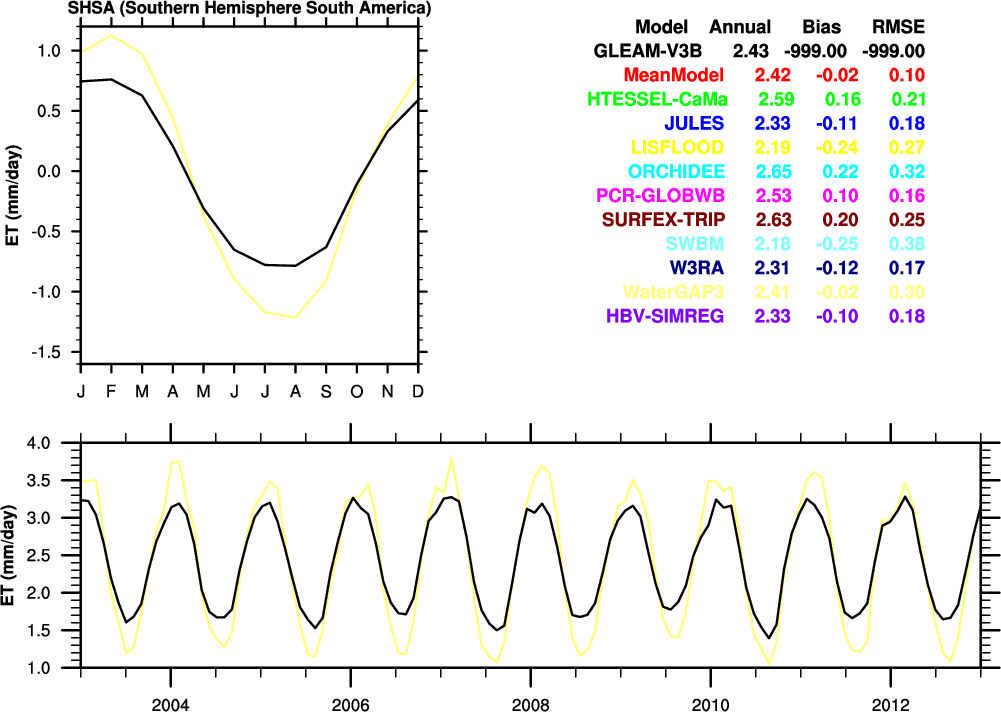 SHSA (Southern Hemisphere South America)
Model Annual Bias RMSE
GLEAM-V3B 2.43 -999.00 -999.00
MeanModel 2.42 -0.02 0.10
HTESSEL-CaMa 2.59 0.16 0.21
JULES 2.33 -0.11 0.18
LISFLOOD 2.19 -0.24 0.27
ORCHIDEE 2.65 0.22 0.32
PCR-GLOBWB 2.53 0.10 0.16
SURFEX-TRIP 2.63 0.20 0.25
SWBM 2.18 -0.25 0.38
W3RA 2.31 -0.12 0.17
WaterGAP3 2.41 -0.02 0.30
HBV-SIMREG 2.33 -0.10 0.18
ET (mm/day)
1.0
0.5
0.0
-0.5
-1.0
-1.5
J F M A M J J A S O N D
ET (mm/day)
4.0
3.5
3.0
2.5
2.0
1.5
1.0
2004 2006 2008 2010 2012